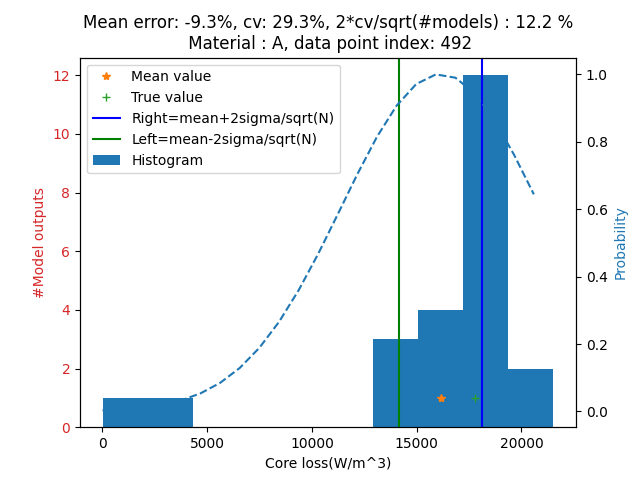 Mean error: -9.3%, cv: 29.3%, 2*cv/sqrt(#models) : 12.2 %
Material : A, data point index: 492
Mean value
True value
Right=mean+2sigma/sqrt(N)
Left=mean-2sigma/sqrt(N)
Histogram
#Model outputs
12
10
8
6
4
2
0
0
5000
10000
15000
20000
Core loss(W/m^3)
1.0
0.8
0.6
0.4
0.2
0.0
Probability